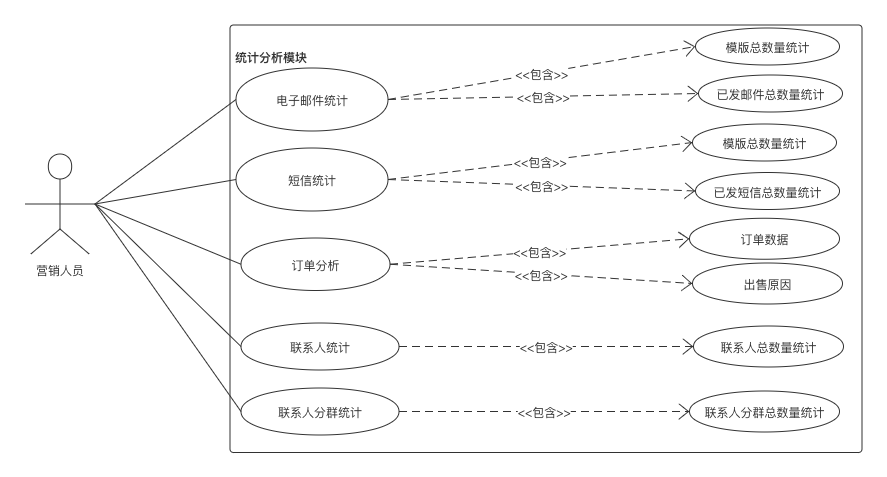 统计分析模块
营销人员
电子邮件统计
<<包含>>
模版总数量统计
<<包含>>
已发邮件总数量统计
短信统计
<<包含>>
模版总数量统计
<<包含>>
已发短信总数量统计
订单分析
<<包含>>
订单数据
<<包含>>
出售原因
联系人统计
<<包含>>
联系人总数量统计
联系人分群统计
<<包含>>
联系人分群总数量统计